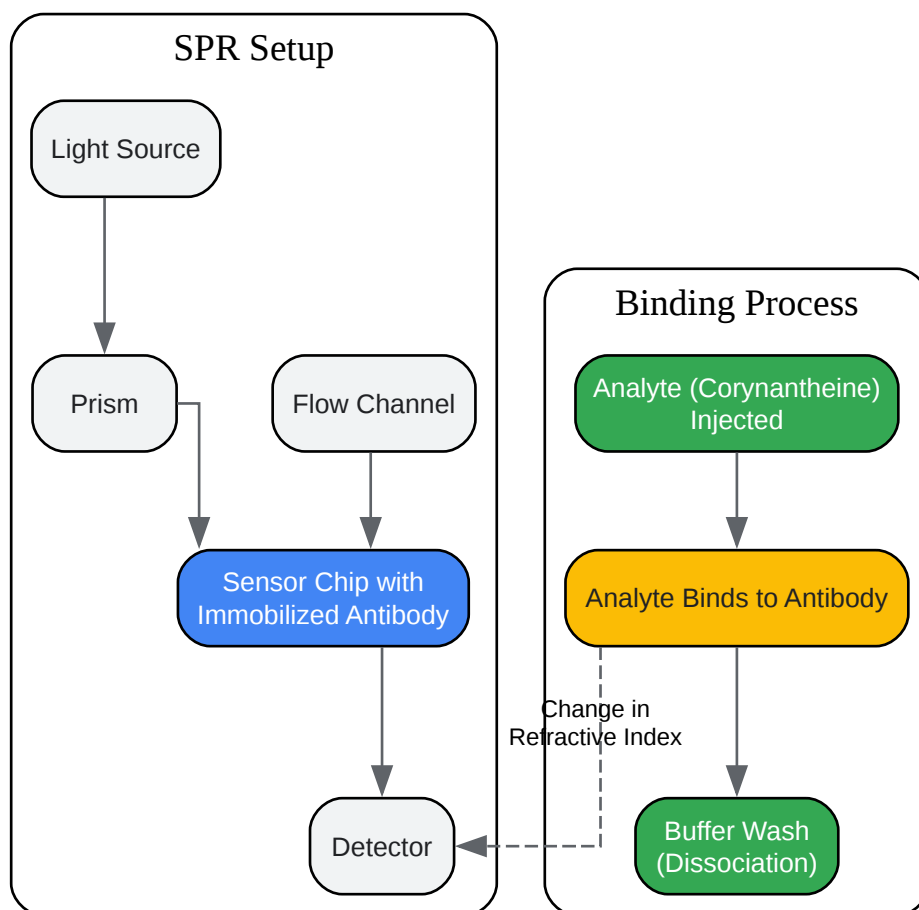 SPR Setup
Light Source
Prism
Flow Channel
Sensor Chip with
Immobilized Antibody
Detector
Binding Process
Analyte (Corynantheine)
Injected
Analyte Binds to Antibody
Change in
Refractive Index
Buffer Wash
(Dissociation)